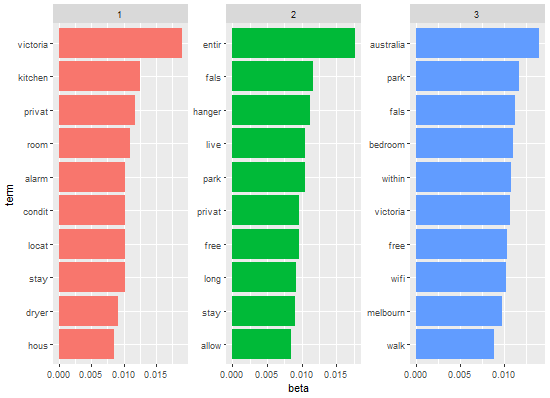 1
2
3
term
victoria
kitchen
privat
room
alarm
condit
locat
stay
dryer
hous
entir
fals
hanger
live
park
privat
free
long
stay
allow
australia
park
fals
bedroom
within
victoria
free
wifi
melbourn
walk
0.000 0.005 0.010 0.015
0.000 0.005 0.010 0.015
0.000 0.005 0.010
beta